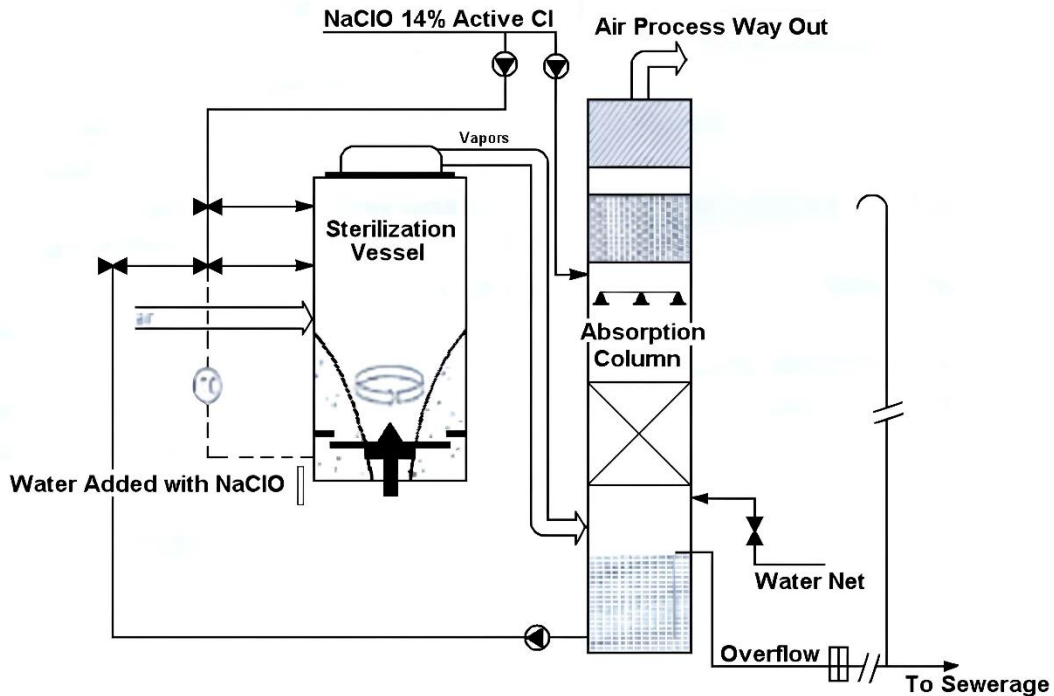 NaClO 14% Active Cl
Air Process Way Out
Vapors
Sterilization
Vessel
Absorption
Column
Water Added with NaClO
Water Net
Overflow
To Sewerage